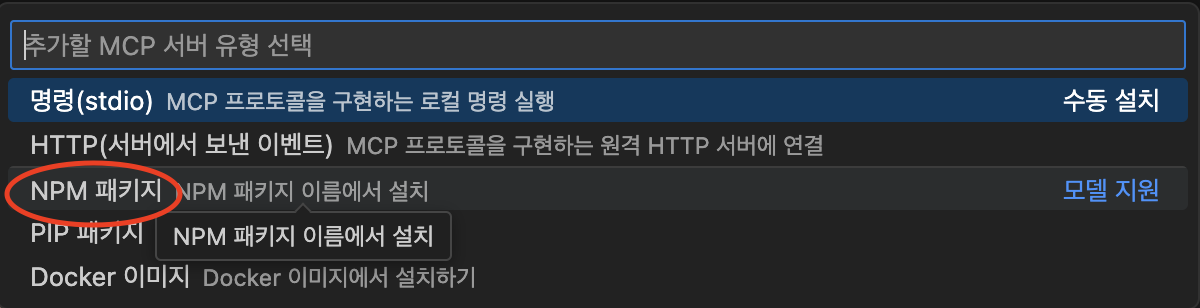 추가할 MCP 서버 유형 선택
명령(stdio) MCP 프로토콜을 구현하는 로컬 명령 실행 수동 설치
HTTP(서버에서 보낸 이벤트) MCP 프로토콜을 구현하는 원격 HTTP 서버에 연결
NPM 패키지 NPM 패키지 이름에서 설치 모델 지원
PIP 패키지
NPM 패키지 이름에서 설치
Docker 이미지 Docker 이미지에서 설치하기